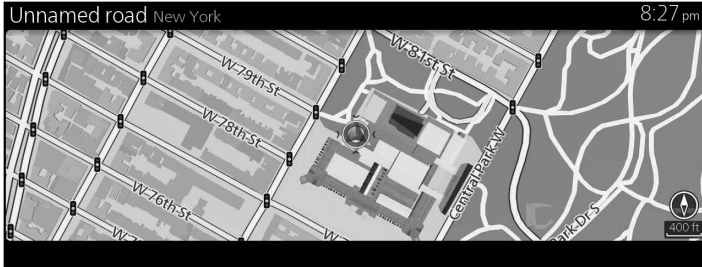 Unnamed road New York
8:27 pm
W 81st St
W 79th St
W 78th St
Central Park W
W 76th St
Park Dr S
400 ft